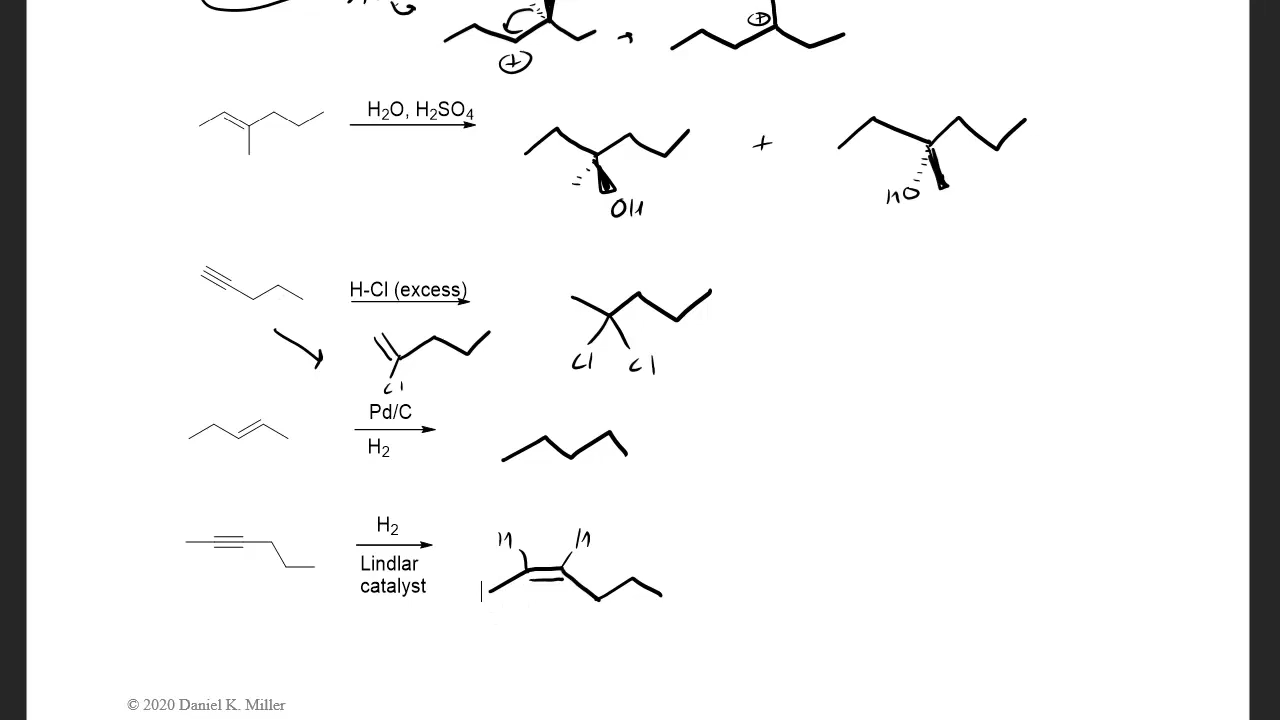 H2O, H2SO4
+
OH
HO
H-Cl (excess)
Cl
Cl Cl
Pd/C
H2
H2
H H
Lindlar
catalyst
© 2020 Daniel K. Miller